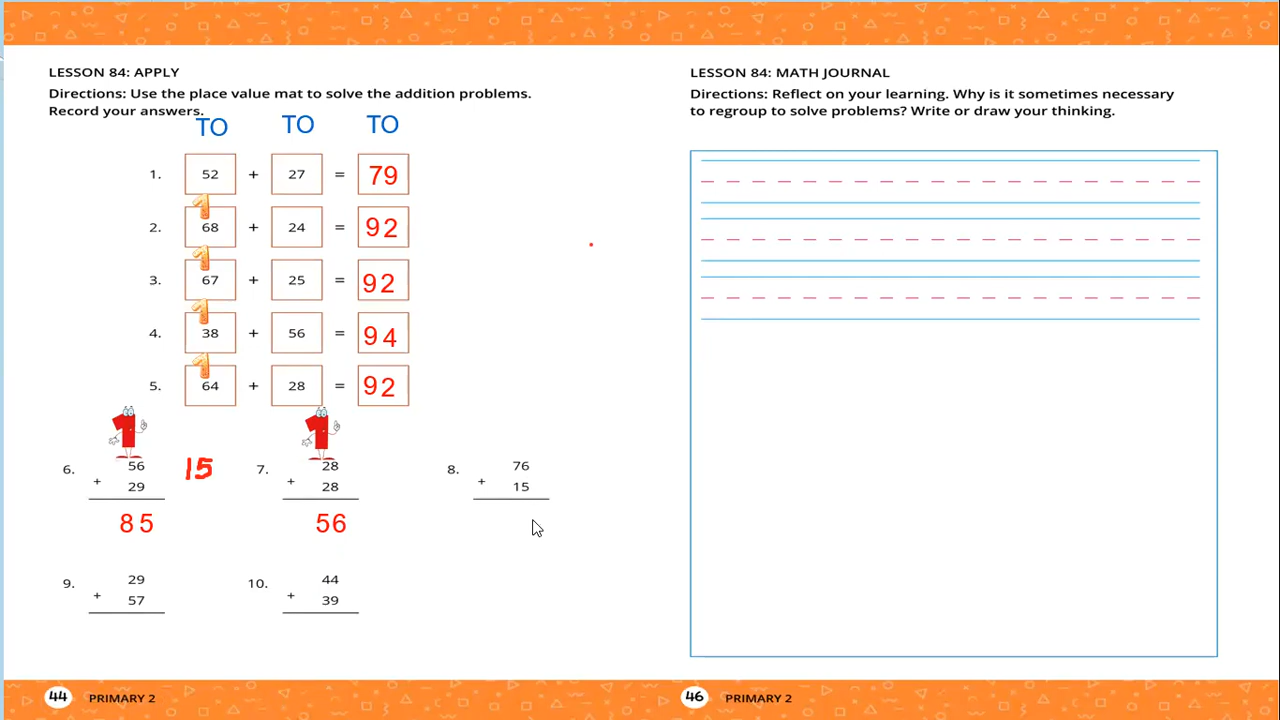 LESSON 84: APPLY
Directions: Use the place value mat to solve the addition problems.
Record your answers.
TO TO TO
1. 52 + 27 = 79
1
2. 68 + 24 = 92
1
3. 67 + 25 = 92
1
4. 38 + 56 = 94
1
5. 64 + 28 = 92
1 1
6. 56 15 7. 28 8. 76
+ 29 + 28 + 15
85 56
9. 29 10. 44
+ 57 + 39
44 PRIMARY 2
LESSON 84: MATH JOURNAL
Directions: Reflect on your learning. Why is it sometimes necessary
to regroup to solve problems? Write or draw your thinking.
46 PRIMARY 2